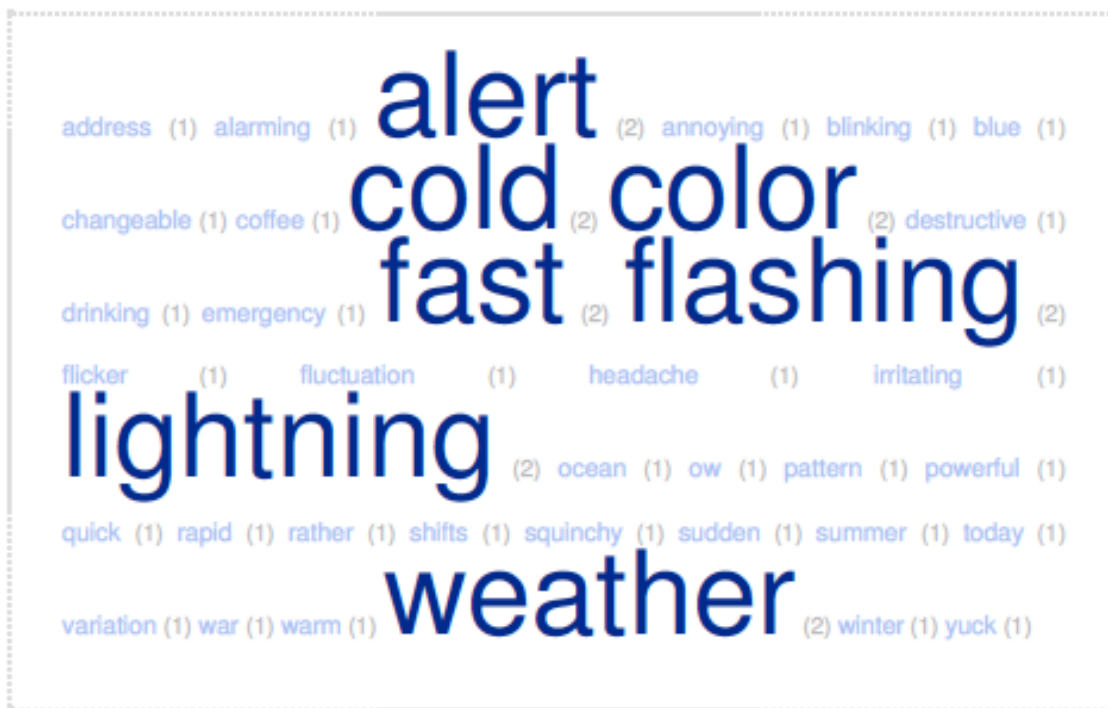 address (1) alarming (1) alert (2) annoying (1) blinking (1) blue (1)
changeable (1) coffee (1) cold (2) color (2) destructive (1)
drinking (1) emergency (1) fast (2) flashing (2)
flicker (1) fluctuation (1) headache (1) irritating (1)
lightning (2) ocean (1) ow (1) pattern (1) powerful (1)
quick (1) rapid (1) rather (1) shifts (1) squinchy (1) sudden (1) summer (1) today (1)
variation (1) war (1) warm (1) weather (2) winter (1) yuck (1)